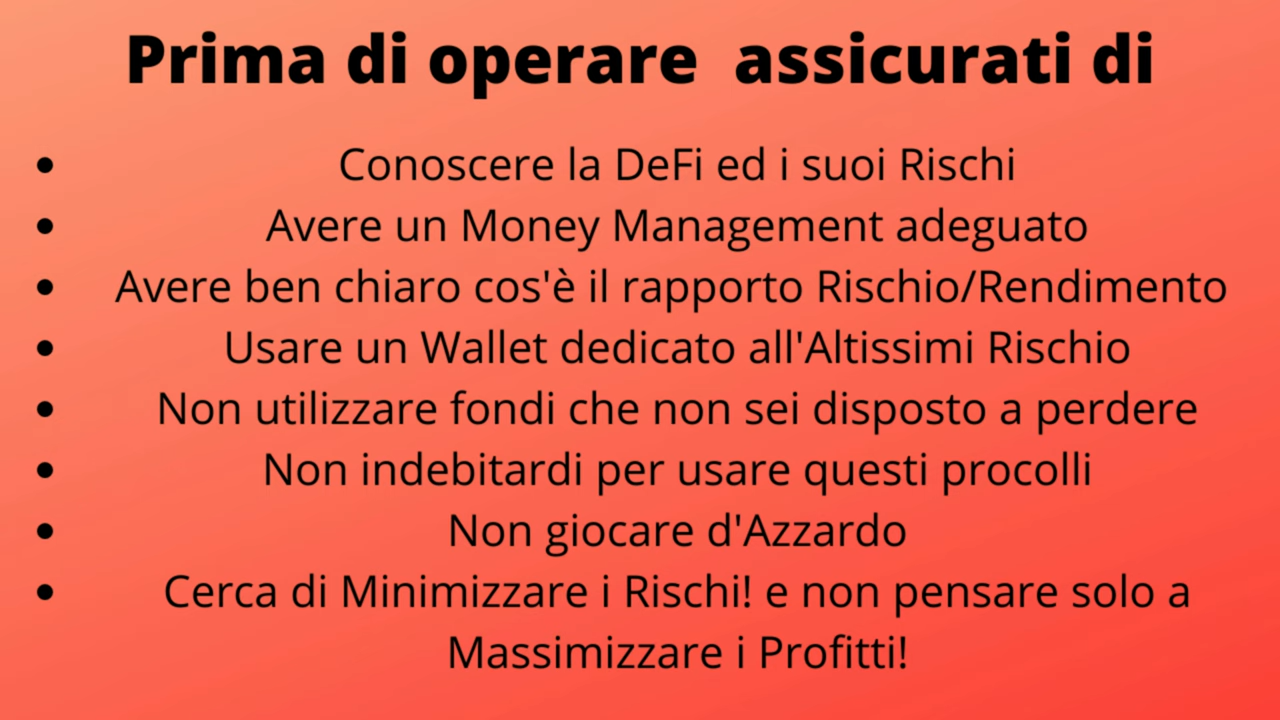 Prima di operare assicurati di
• Conoscere la DeFi ed i suoi Rischi
• Avere un Money Management adeguato
• Avere ben chiaro cos'è il rapporto Rischio/Rendimento
• Usare un Wallet dedicato all'Altissimi Rischio
• Non utilizzare fondi che non sei disposto a perdere
• Non indebitardi per usare questi procolli
• Non giocare d'Azzardo
• Cerca di Minimizzare i Rischi! e non pensare solo a
Massimizzare i Profitti!